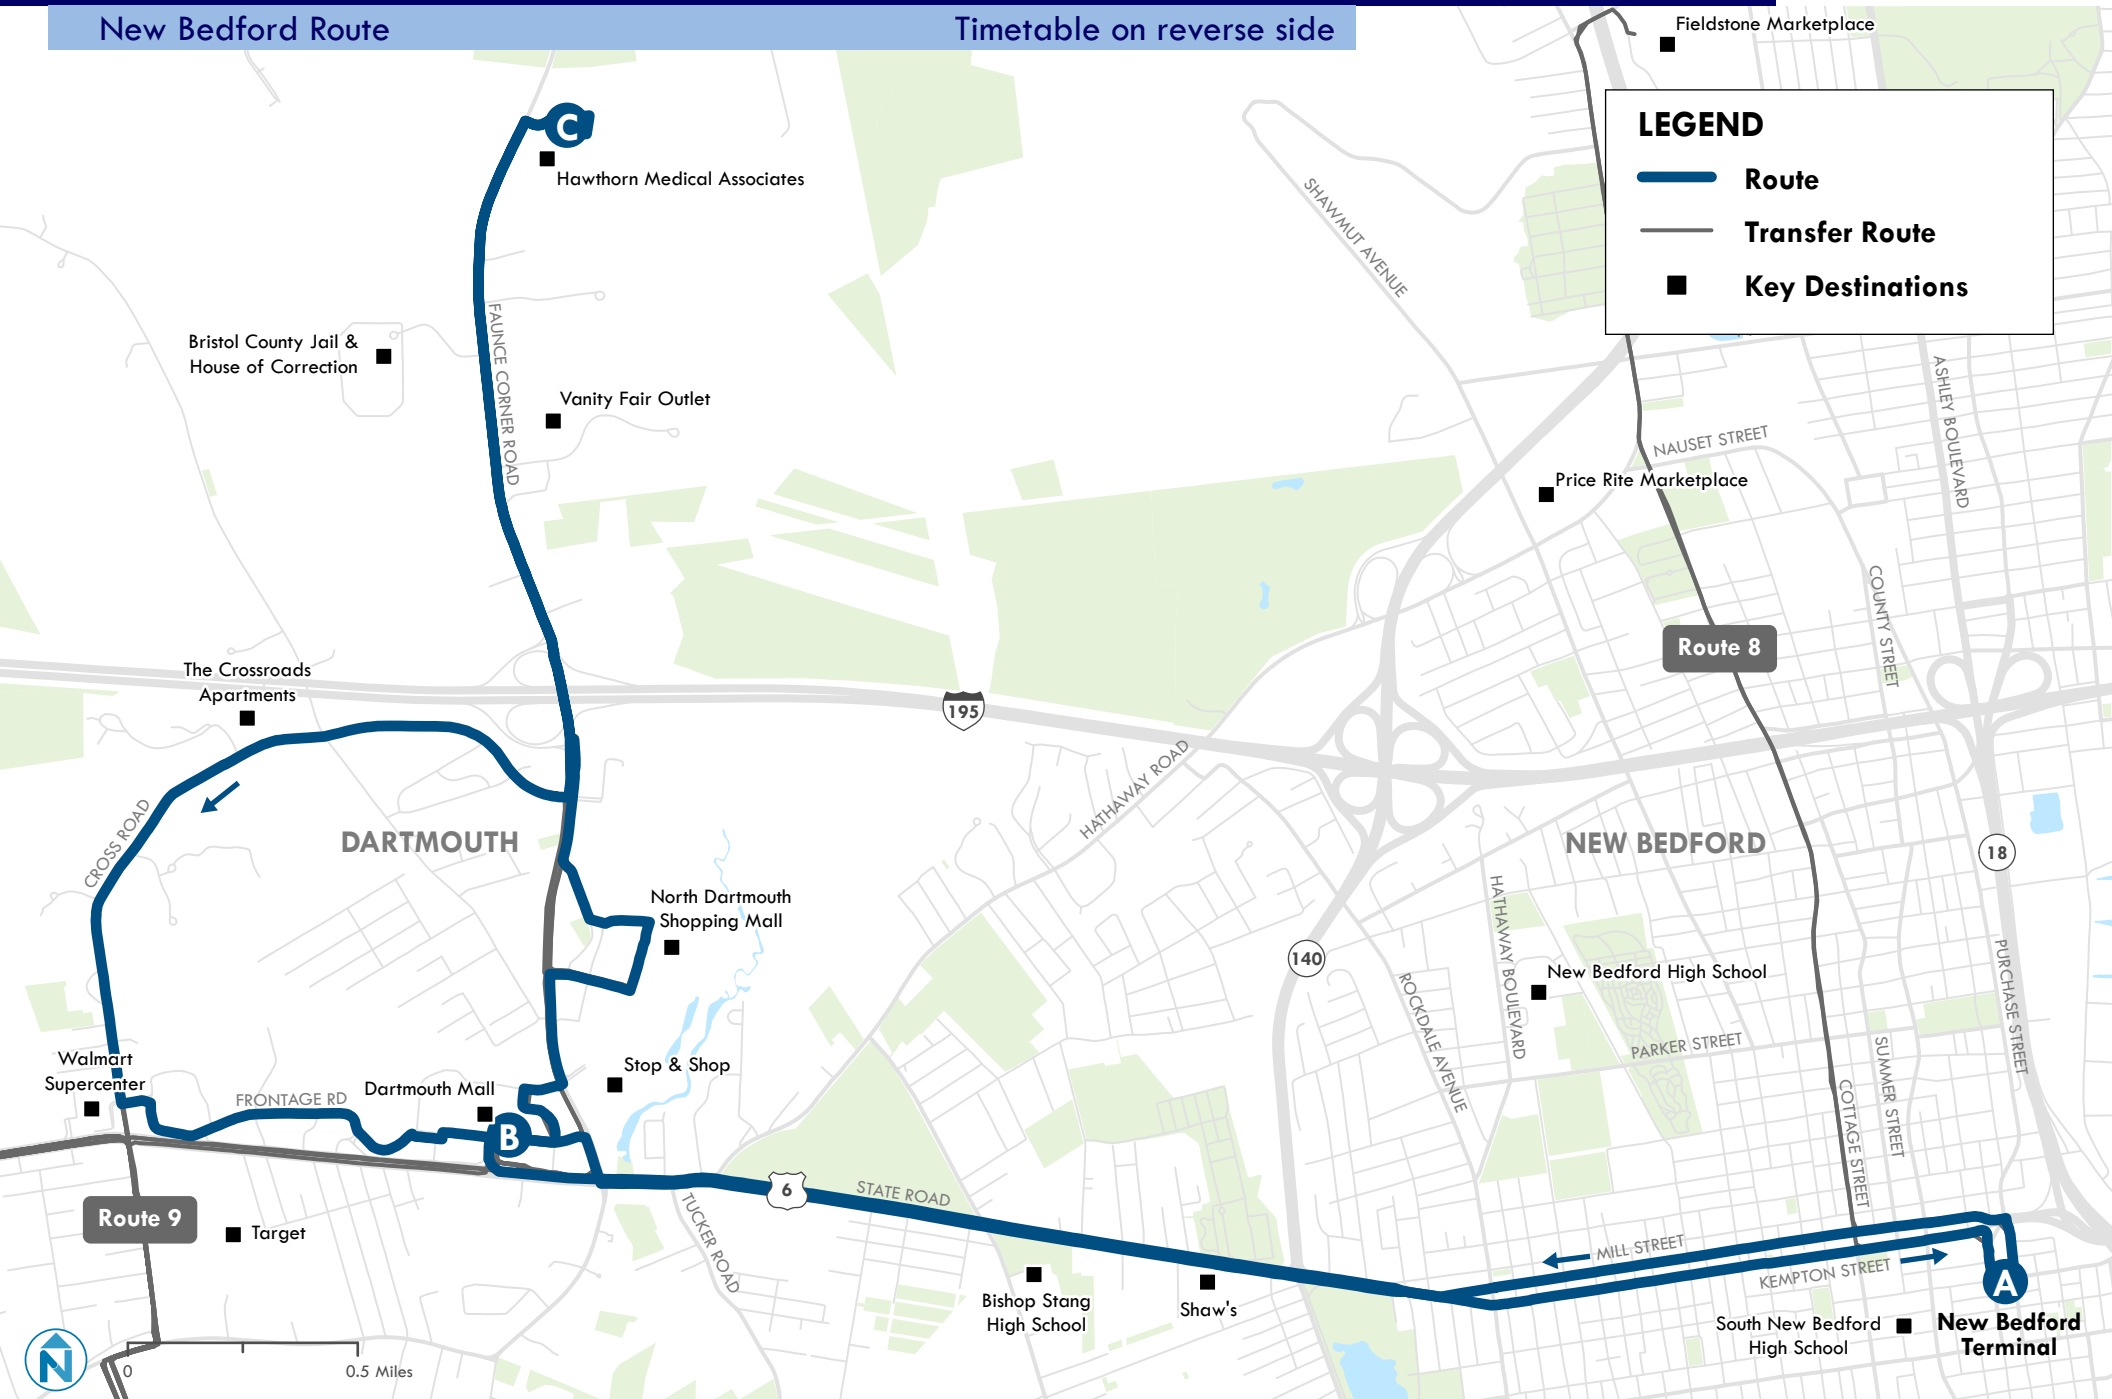 New Bedford Route
Timetable on reverse side
Fieldstone Marketplace
LEGEND
Route
Transfer Route
Key Destinations
C
Hawthorn Medical Associates
SHAWMUT AVENUE
FAUNCE CORNER ROAD
Bristol County Jail &
House of Correction
Vanity Fair Outlet
ASHLEY BOULEVARD
NAUSET STREET
Price Rite Marketplace
COUNTY STREET
Route 8
The Crossroads
Apartments
195
HATHAWAY ROAD
CROSS ROAD
DARTMOUTH
NEW BEDFORD
18
North Dartmouth
Shopping Mall
HATHAWAY BOULEVARD
140
New Bedford High School
ROCKDALE AVENUE
PURCHASE STREET
PARKER STREET
SUMMER STREET
COTTAGE STREET
Walmart
Supercenter
Stop & Shop
FRONTAGE RD
Dartmouth Mall
B
6
STATE ROAD
TUCKER ROAD
Route 9
Target
MILL STREET
KEMPTON STREET
A
Bishop Stang
High School
Shaw's
South New Bedford
High School
New Bedford
Terminal
N
0
0.5 Miles